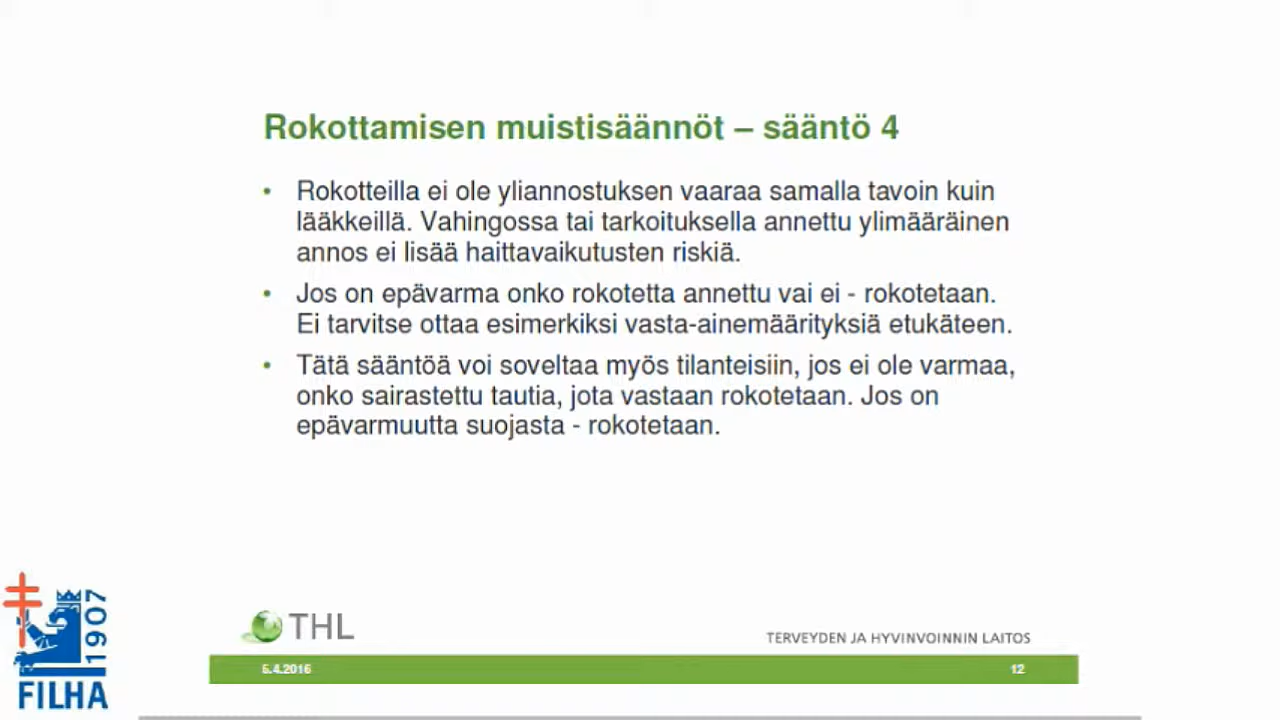 Rokottamisen muistisäännöt – sääntö 4
• Rokotteilla ei ole yliannostuksen vaaraa samalla tavoin kuin
lääkkeillä. Vahingossa tai tarkoituksella annettu ylimääräinen
annos ei lisää haittavaikutusten riskiä.
• Jos on epävarma onko rokotetta annettu vai ei - rokotetaan.
Ei tarvitse ottaa esimerkiksi vasta-ainemäärityksiä etukäteen.
• Tätä sääntöä voi soveltaa myös tilanteisiin, jos ei ole varmaa,
onko sairastettu tautia, jota vastaan rokotetaan. Jos on
epävarmuutta suojasta - rokotetaan.
1907
FILHA
THL
TERVEYDEN JA HYVINVOINNIN LAITOS
5.4.2016
12